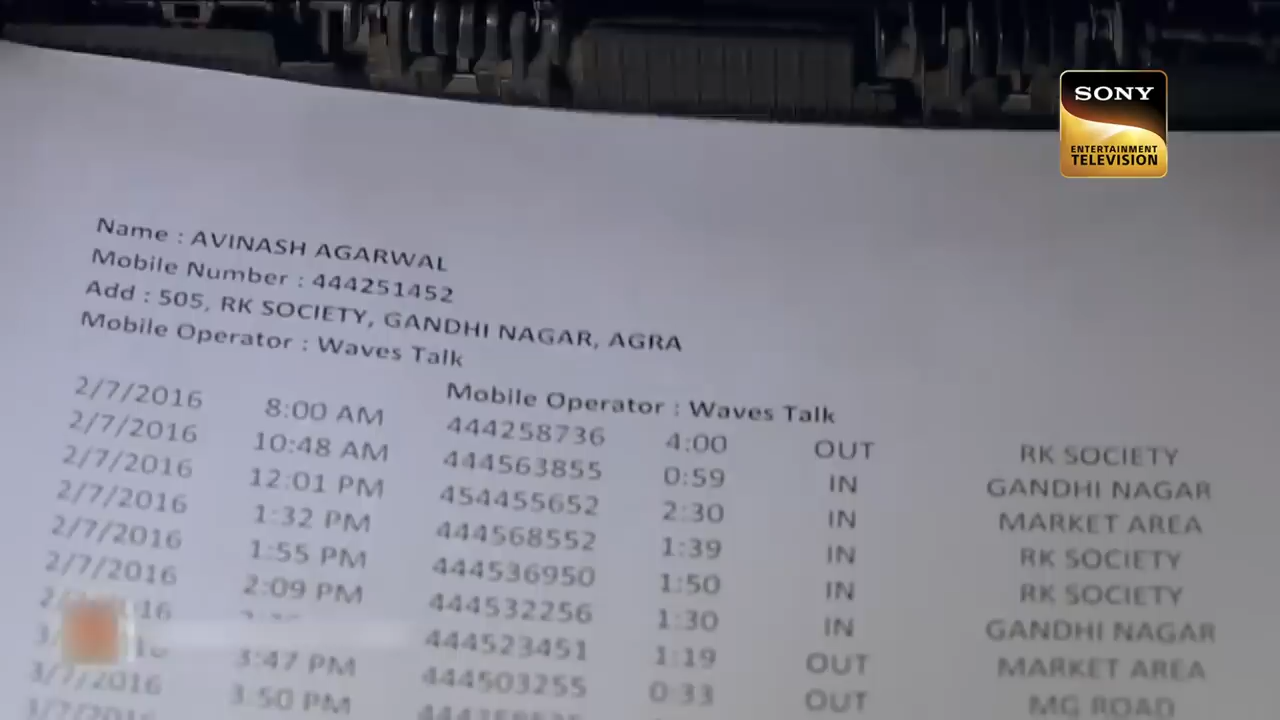 SONY
ENTERTAINMENT
TELEVISION
Name : AVINASH AGARWAL
Mobile Number : 444251452
Add : 505, RK SOCIETY, GANDHI NAGAR, AGRA
Mobile Operator : Waves Talk
Mobile Operator : Waves Talk
2/7/2016 8:00 AM 444258736 4:00 OUT RK SOCIETY
2/7/2016 10:48 AM 444563855 0:59 IN GANDHI NAGAR
2/7/2016 12:01 PM 454455652 2:30 IN MARKET AREA
2/7/2016 1:32 PM 444568552 1:39 IN RK SOCIETY
2/7/2016 1:55 PM 444536950 1:50 IN RK SOCIETY
2/7/2016 2:09 PM 444532256 1:30 IN GANDHI NAGAR
444523451 1:19 OUT MARKET AREA
3:47 PM 444503255 0:33 OUT MG ROAD
3/7/2016 3:50 PM
3/7/2016